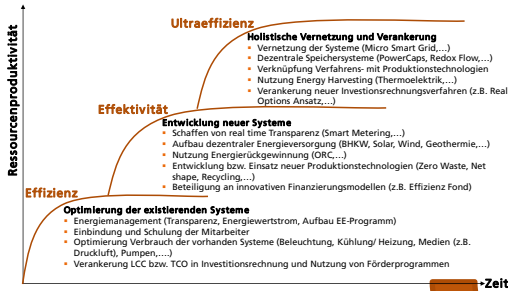 Ultraeffizienz
Holistische Vernetzung und Verankerung
Vernetzung der Systeme (Micro Smart Grid,...)
Dezentrale Speichersysteme (PowerCaps, Redox Flow,...)
Verknüpfung Verfahrens- mit Produktionstechnologien
Nutzung Energy Harvesting (Thermoelektrik,...)
Verankerung neuer Investionsrechnungsverfahren (z.B. Real
Options Ansatz,...)
Effektivität
Entwicklung neuer Systeme
Schaffen von real time Transparenz (Smart Metering,...)
Aufbau dezentraler Energieversorgung (BHKW, Solar, Wind, Geothermie,...)
Nutzung Energierückgewinnung (ORC,...)
Entwicklung bzw. Einsatz neuer Produktionstechnologien (Zero Waste, Net
shape, Recycling,...)
Beteiligung an innovativen Finanzierungsmodellen (z.B. Effizienz Fond)
Effizienz
Optimierung der existierenden Systeme
Energiemanagement (Transparenz, Energiewertstrom, Aufbau EE-Programm)
Einbindung und Schulung der Mitarbeiter
Optimierung Verbrauch der vorhanden Systeme (Beleuchtung, Kühlung/ Heizung, Medien (z.B.
Druckluft), Pumpen,....)
Verankerung LCC bzw. TCO in Investitionsrechnung und Nutzung von Förderprogrammen
Ressourcenproduktivität
Zeit